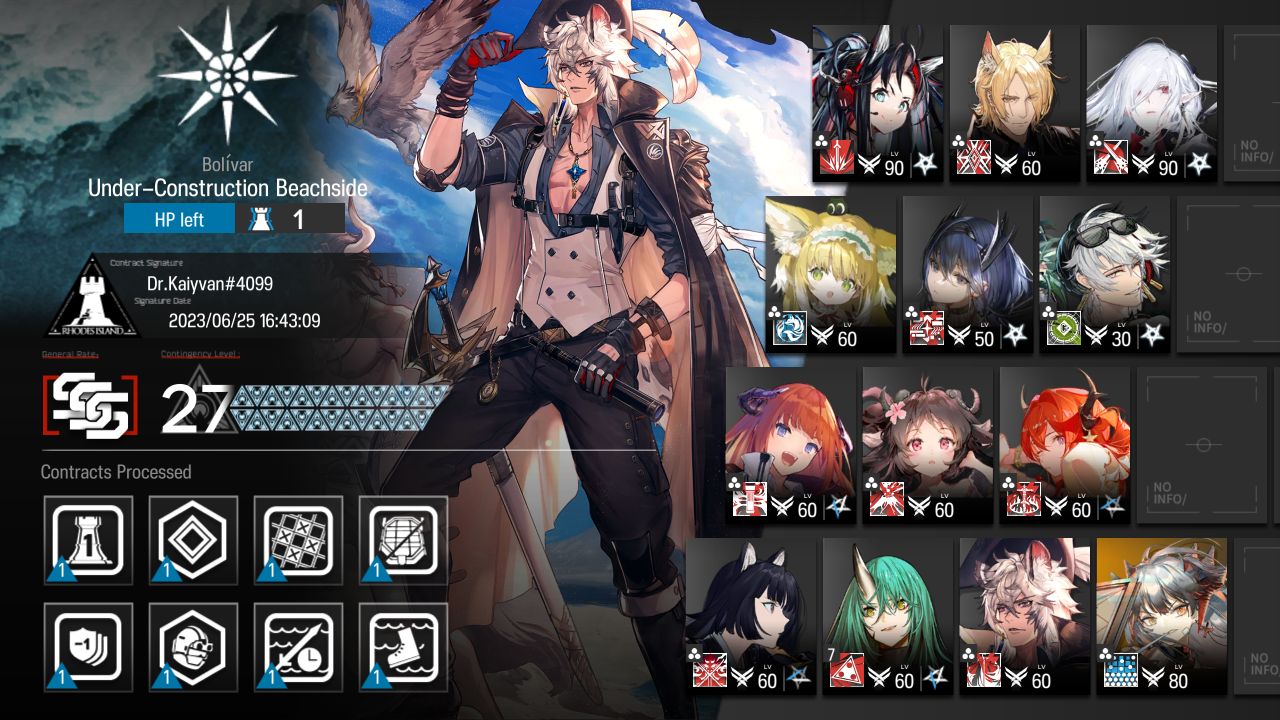 Bolívar
Under-Construction Beachside
HP left 1
Contract Signature
Dr.Kaiyvan#4099
Signature Date
2023/06/25 16:43:09
RHODES ISLAND
General Rate:
Contingency Level :
27
Contracts Processed
1
1
1
1
1
-1
1
1
1
1
LV
90
LV
60
LV
90
NO
INFO/
LV
60
LV
50
LV
30
NO
INFO/
LV
60
LV
60
LV
60
NO
INFO/
LV
60
7
LV
60
LV
60
LV
80
NO
INFO